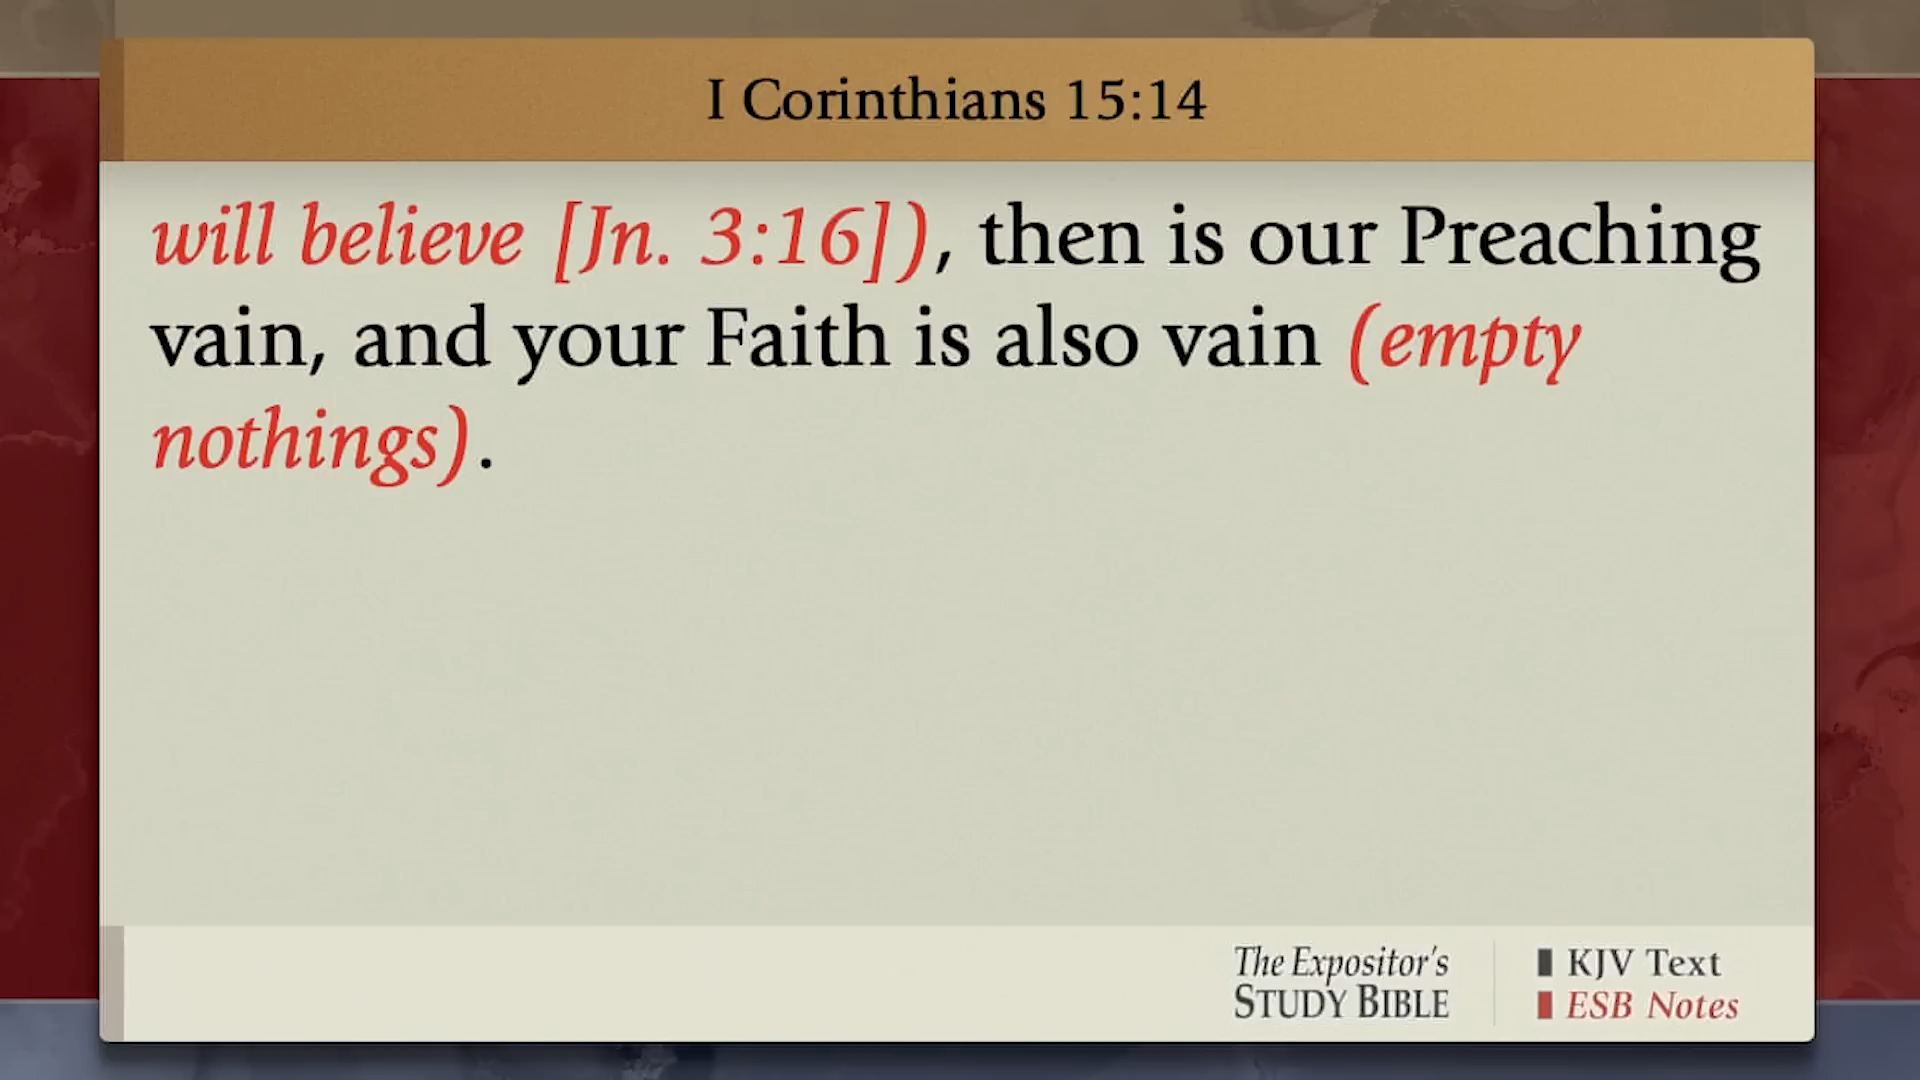 I Corinthians 15:14
will believe [Jn. 3:16]), then is our Preaching
vain, and your Faith is also vain (empty
nothings).
The Expositor's
STUDY BIBLE
KJV Text
ESB Notes